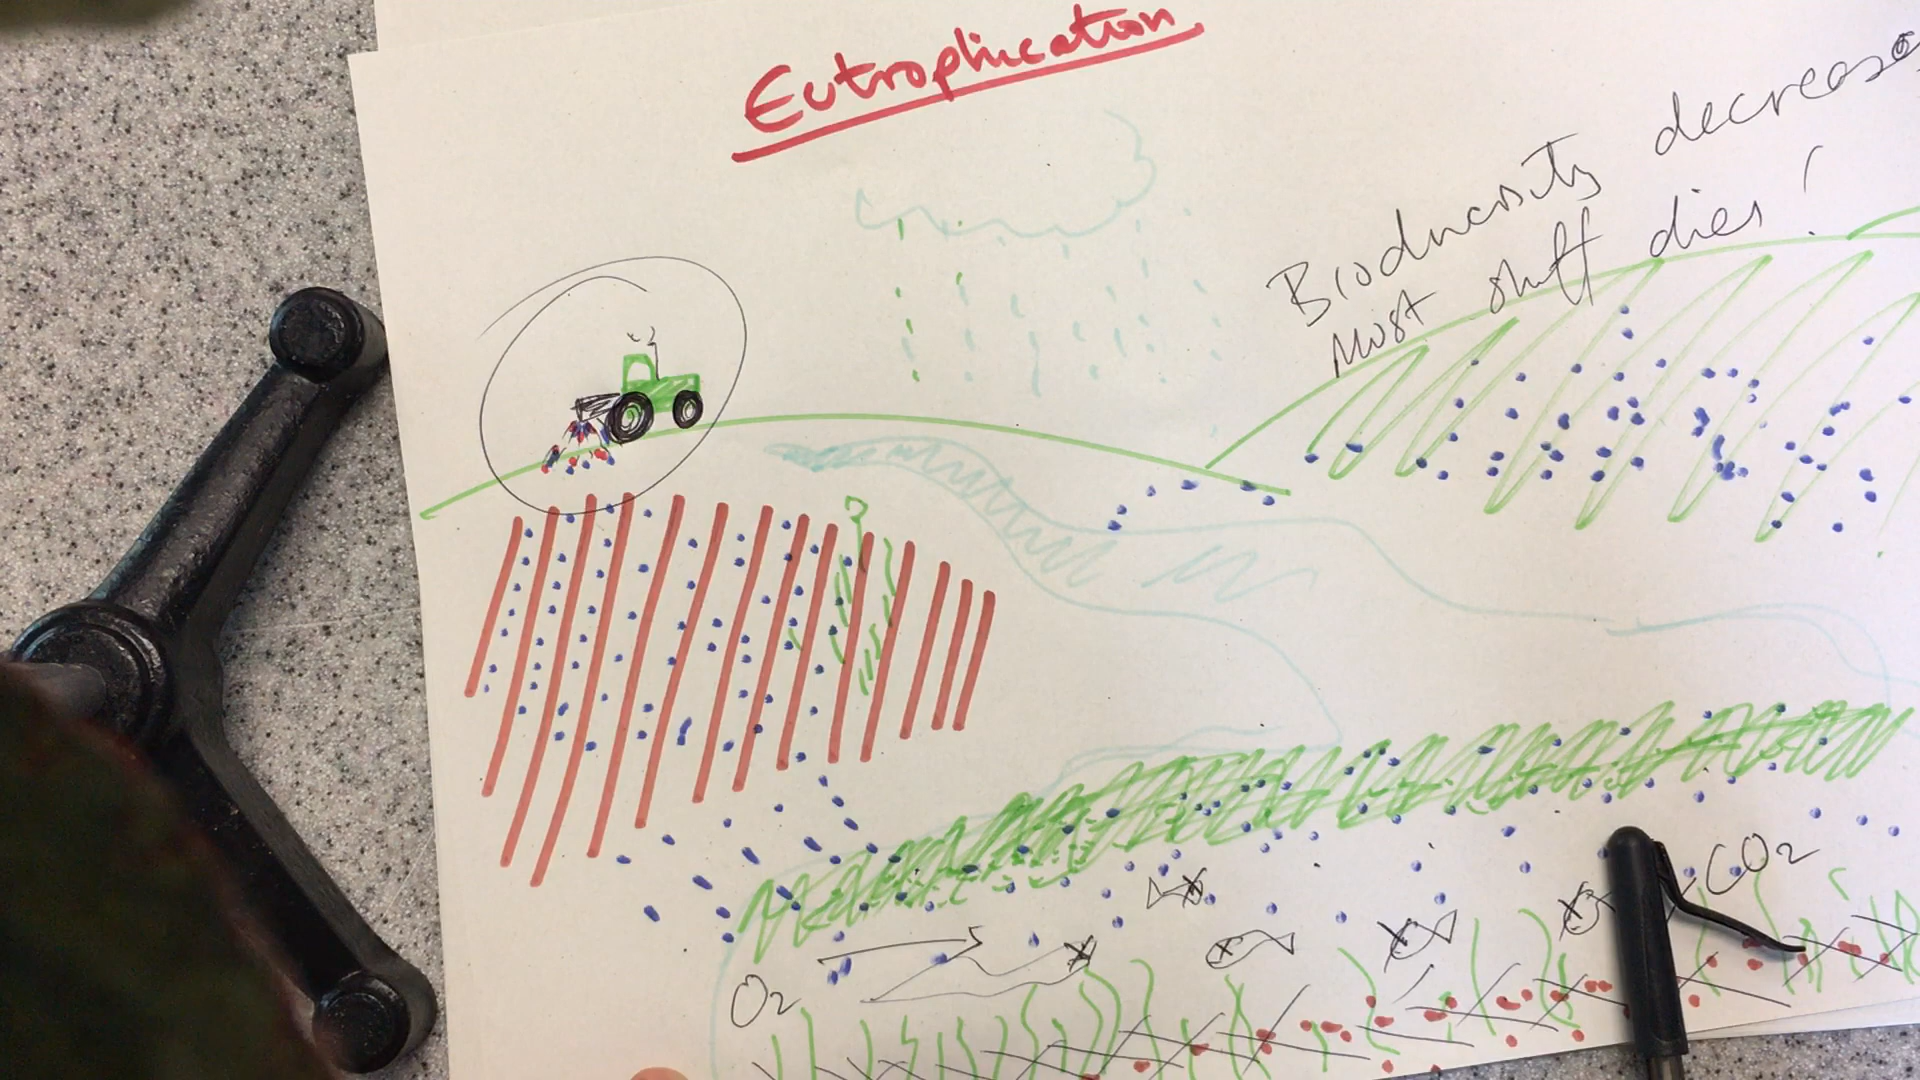 Eutrophication
Biodiversity decreases
Most stuff dies!
CO2
O2